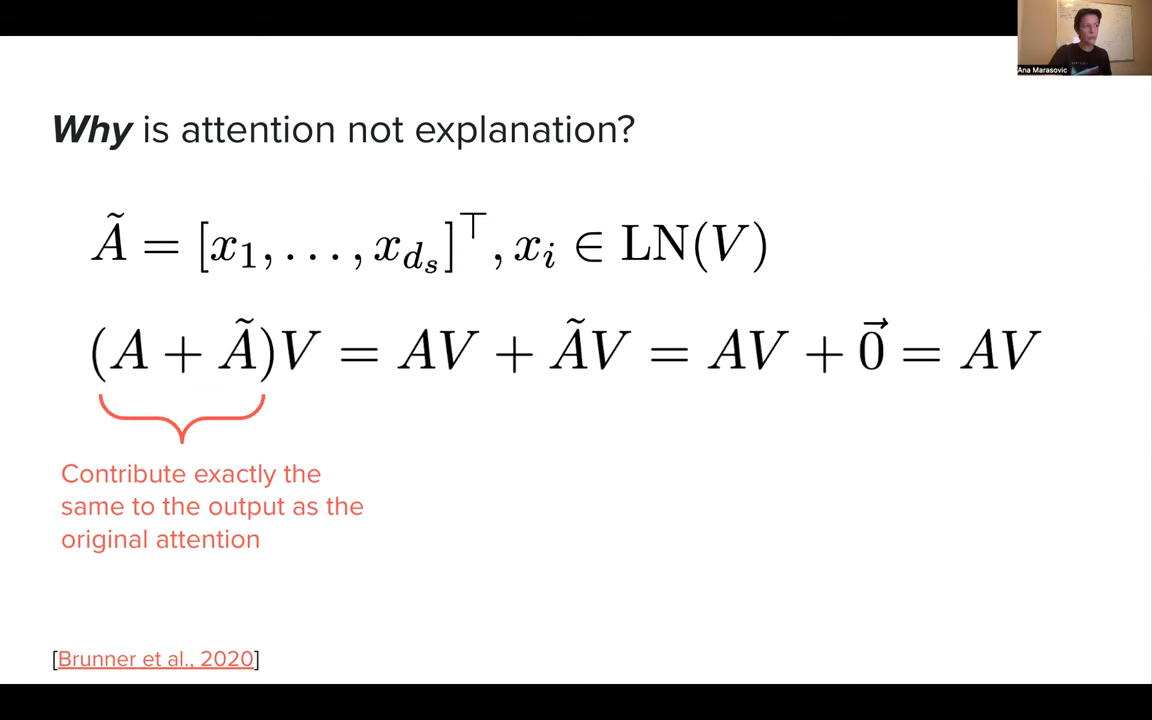 Ana Marasovic
Why is attention not explanation?
Ã = [x₁, . . . , x_{d_s}]^⊤, xᵢ ∈ LN(V)
(A + Ã)V = AV + ÃV = AV + 0⃗ = AV
Contribute exactly the
same to the output as the
original attention
[Brunner et al., 2020]